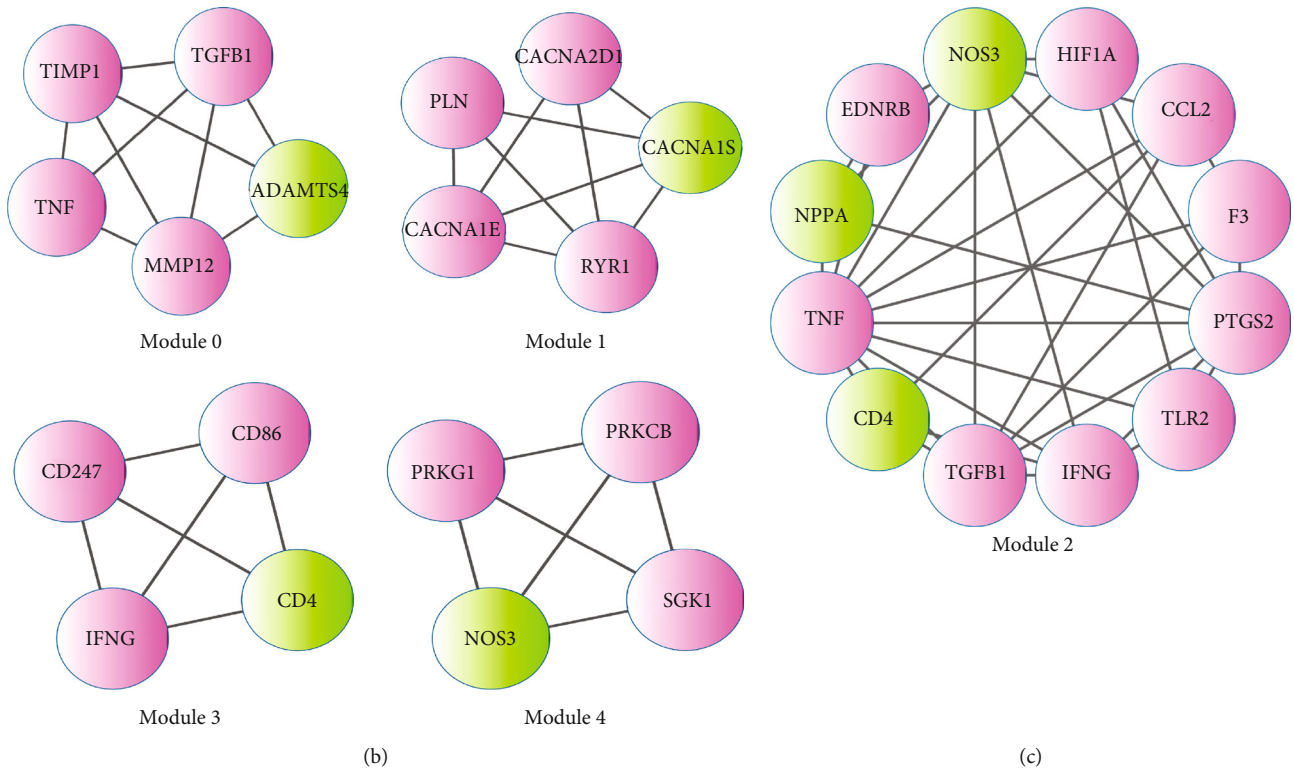 TIMP1
TGFB1
TNF
ADAMTS4
MMP12
Module 0
CACNA2D1
PLN
CACNA1S
CACNA1E
RYR1
Module 1
NOS3
HIF1A
EDNRB
CCL2
NPPA
F3
TNF
PTGS2
CD4
TLR2
TGFB1
IFNG
Module 2
CD86
CD247
CD4
IFNG
Module 3
PRKCB
PRKG1
SGK1
NOS3
Module 4
(b)
(c)